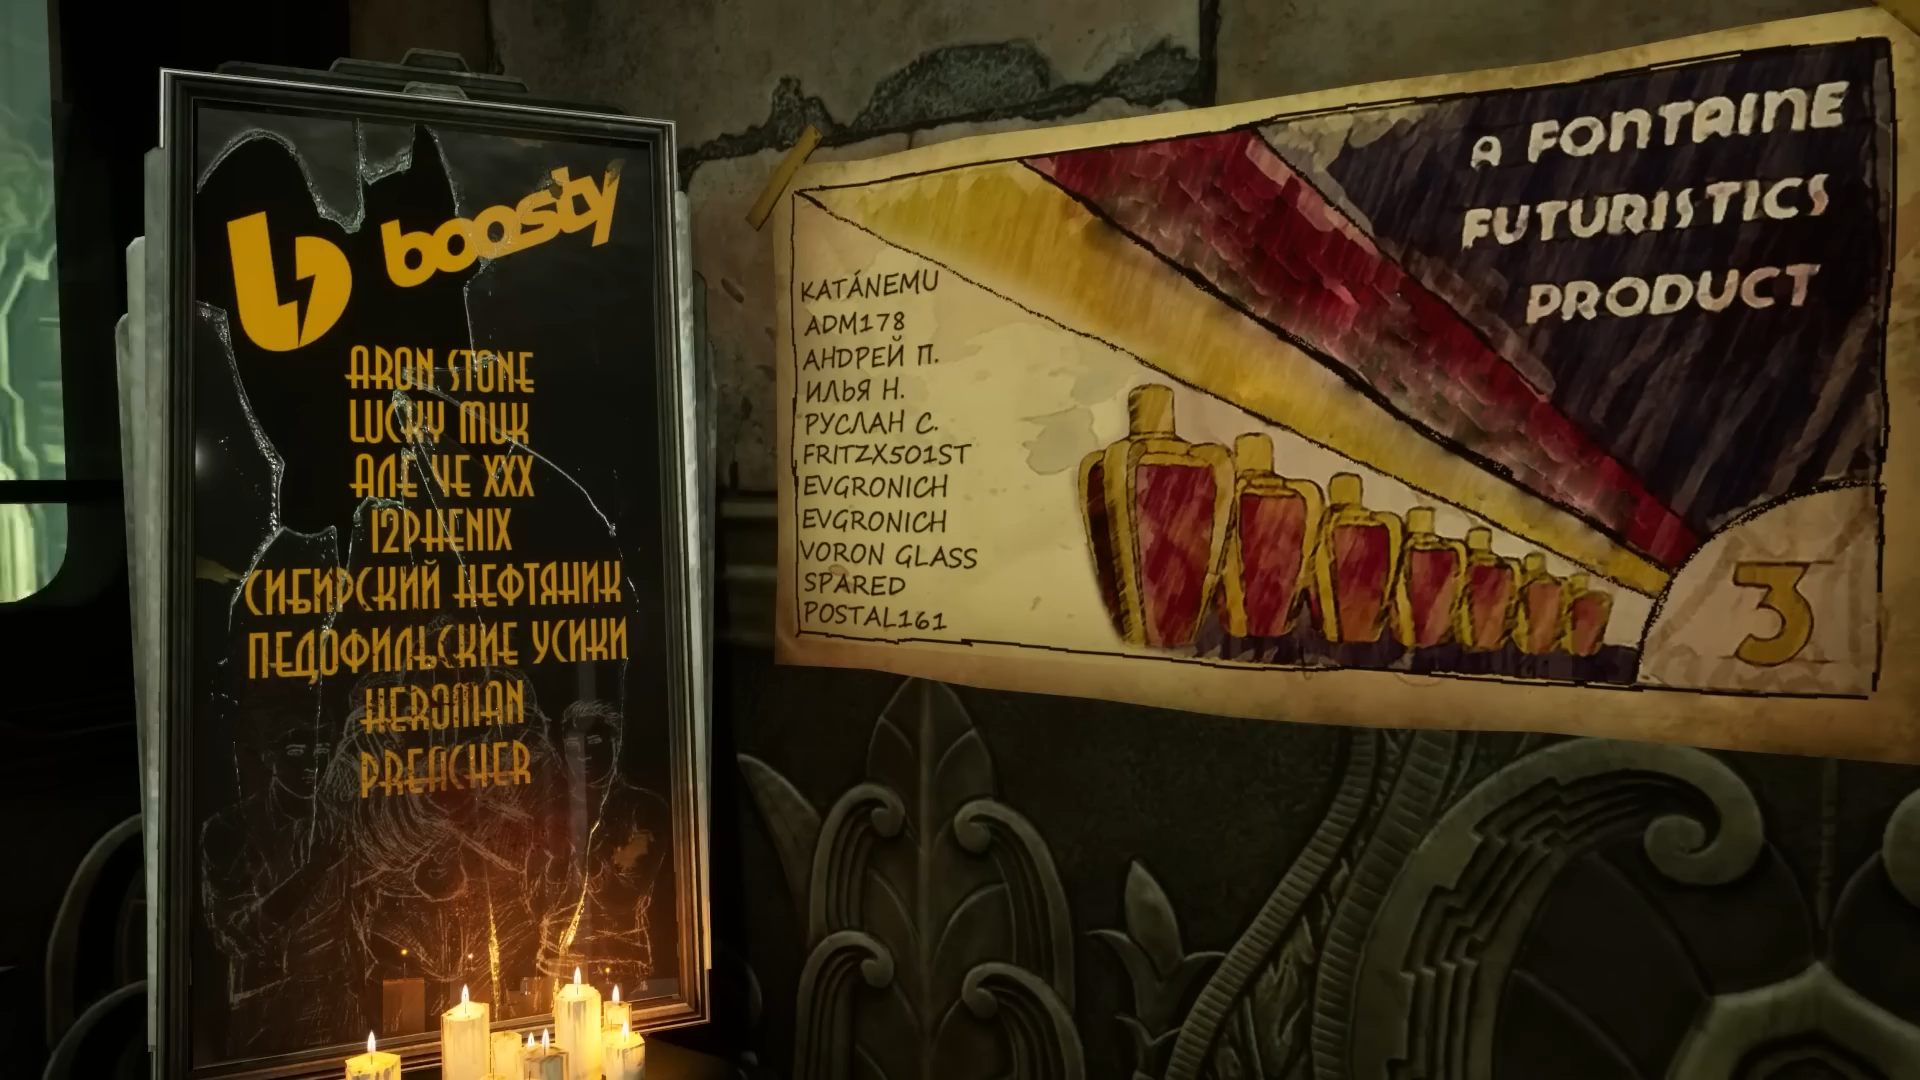 boosty
ARON STONE
LUCKY MUK
АЛЕ ЧЕ XXX
12PHENIX
СИБИРСКИЙ НЕФТЯНИК
ПЕДОФИЛЬСКИЕ УСИКИ
HEROMAN
PREACHER
A FONTAINE
FUTURISTICS
PRODUCT
KATÁNEMU
ADM178
АНДРЕЙ П.
ИЛЬЯ Н.
РУСЛАН С.
FRITZX501ST
EVGRONICH
EVGRONICH
VORON GLASS
SPARED
POSTAL161
3